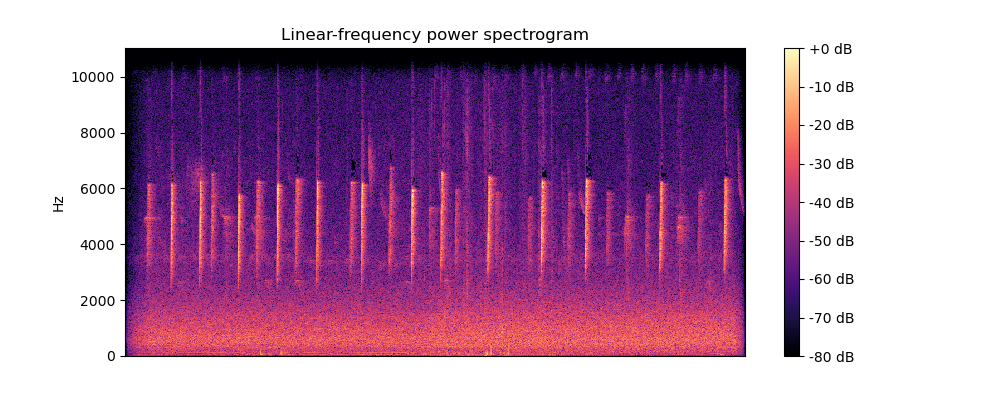 Linear-frequency power spectrogram
Hz
10000
8000
6000
4000
2000
0
+0 dB
-10 dB
-20 dB
-30 dB
-40 dB
-50 dB
-60 dB
-70 dB
-80 dB